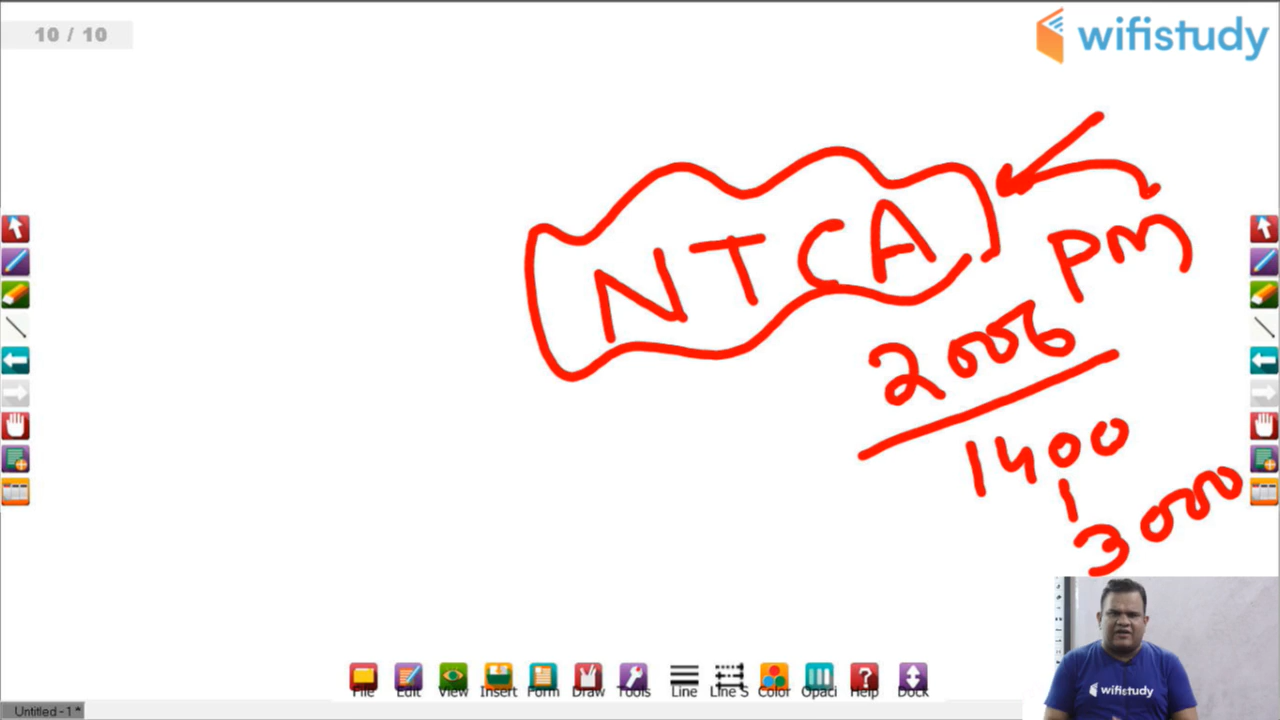 10 / 10
wifistudy
NTCA
PM
2006
1400
3000
wifistudy
File Edit View Insert Form Draw Tools Line Line S Color Opaci Help Dock
Untitled - 1 *